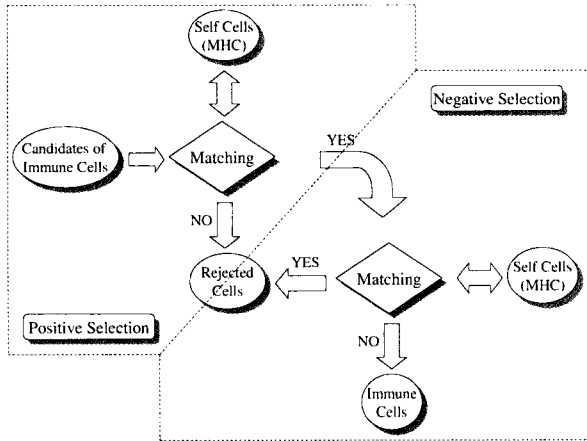 Self Cells
(MHC)
Negative Selection
Candidates of
Immune Cells
Matching
YES
NO
YES
Rejected
Cells
Matching
Self Cells
(MHC)
Positive Selection
NO
Immune
Cells